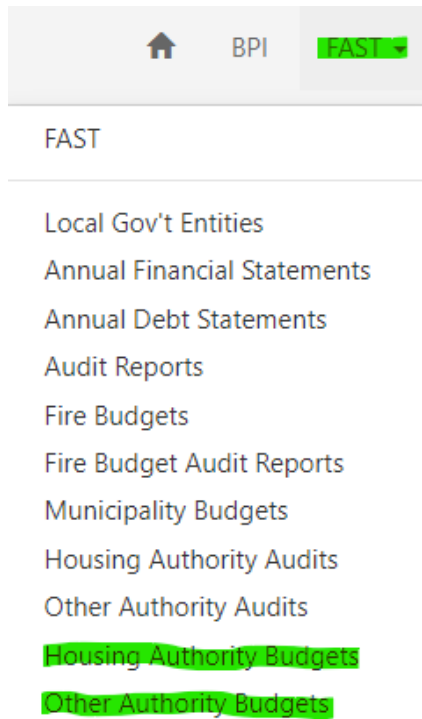 BPI FAST
FAST
Local Gov't Entities
Annual Financial Statements
Annual Debt Statements
Audit Reports
Fire Budgets
Fire Budget Audit Reports
Municipality Budgets
Housing Authority Audits
Other Authority Audits
Housing Authority Budgets
Other Authority Budgets